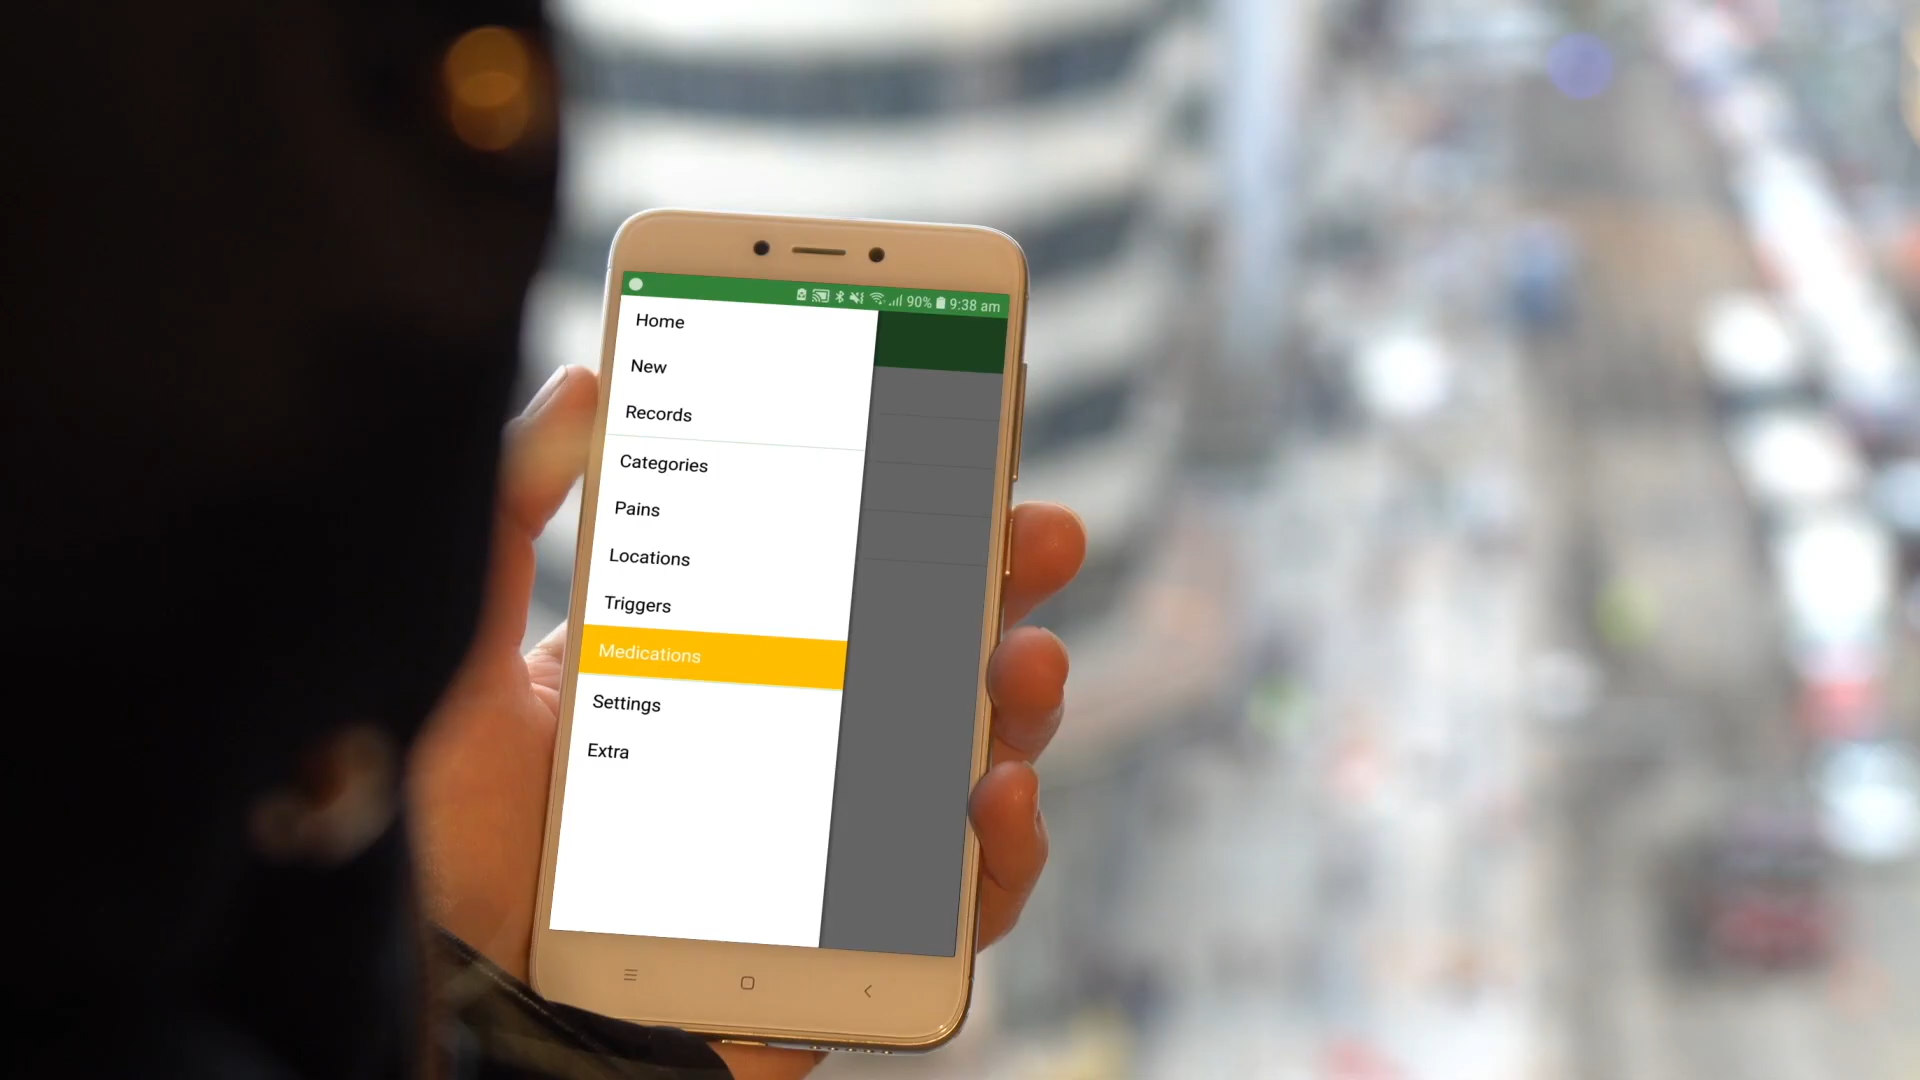 90% 9:38 am
Home
New
Records
Categories
Pains
Locations
Triggers
Medications
Settings
Extra